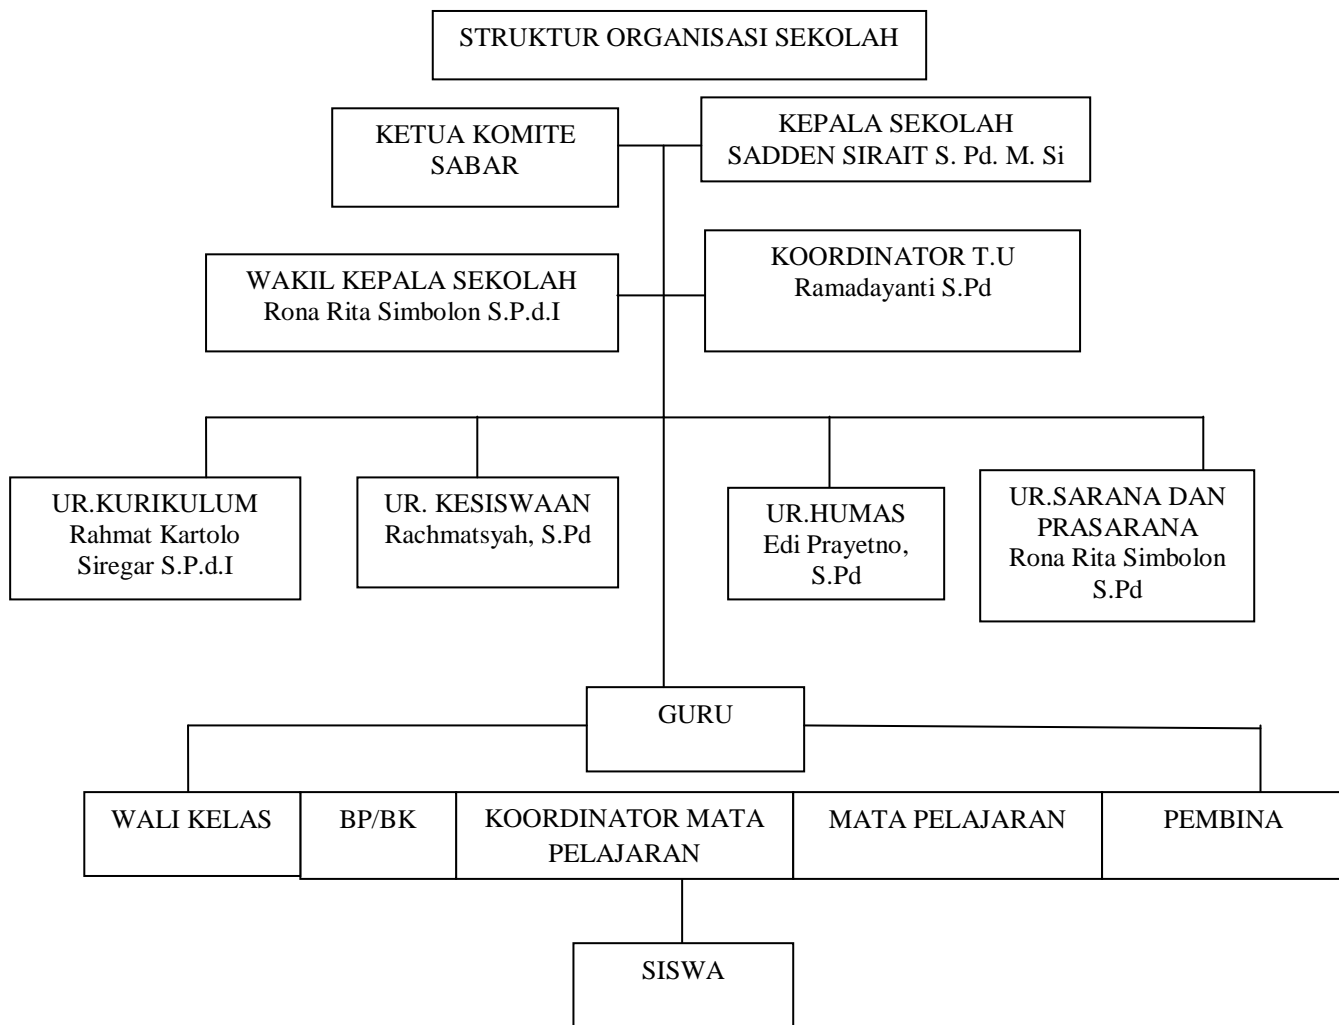 STRUKTUR ORGANISASI SEKOLAH
KETUA KOMITE
SABAR
KEPALA SEKOLAH
SADDEN SIRAIT S. Pd. M. Si
WAKIL KEPALA SEKOLAH
Rona Rita Simbolon S.P.d.I
KOORDINATOR T.U
Ramadayanti S.Pd
UR.KURIKULUM
Rahmat Kartolo
Siregar S.P.d.I
UR. KESISWAAN
Rachmatsyah, S.Pd
UR.HUMAS
Edi Prayetno,
S.Pd
UR.SARANA DAN
PRASARANA
Rona Rita Simbolon
S.Pd
GURU
WALI KELAS
BP/BK
KOORDINATOR MATA
PELAJARAN
MATA PELAJARAN
PEMBINA
SISWA